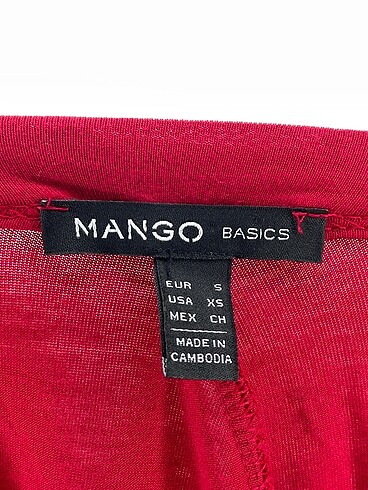 MANGO BASICS
EUR S
USA XS
MEX CH
MADE IN
CAMBODIA